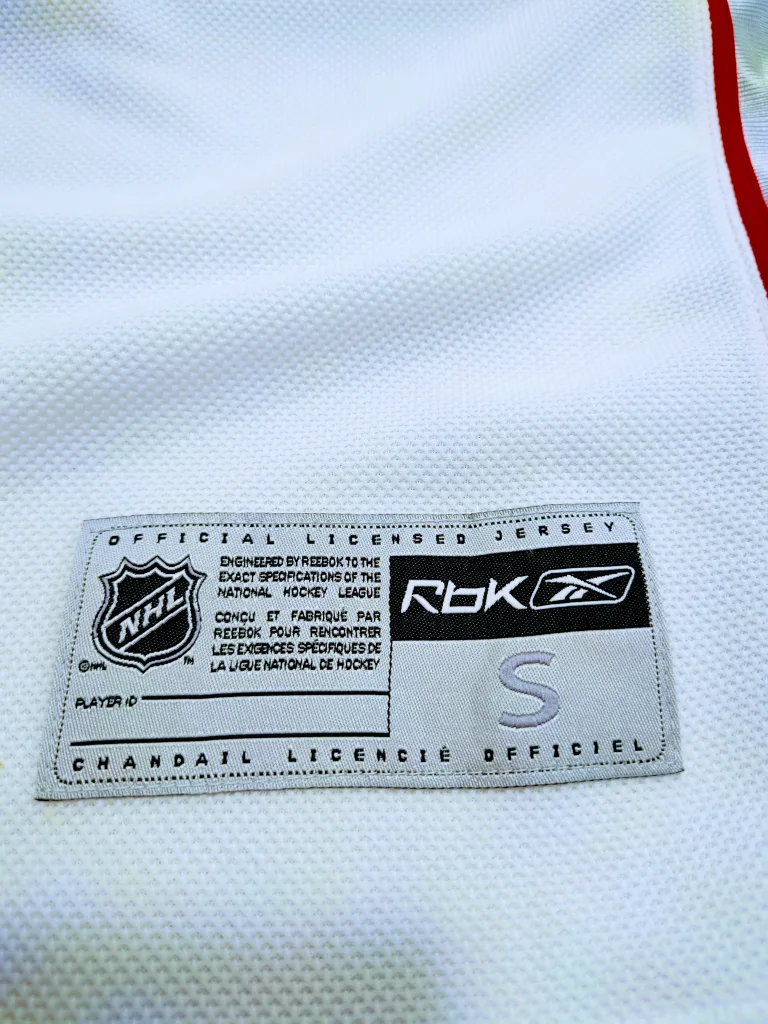 OFFICIAL LICENSED JERSEY
NHL
©NHL
TM
ENGINEERED BY REEBOK TO THE
EXACT SPECIFICATIONS OF THE
NATIONAL HOCKEY LEAGUE
CONÇU ET FABRIQUÉ PAR
REEBOK POUR RENCONTRER
LES EXIGENCES SPÉCIFIQUES DE
LA LIGUE NATIONAL DE HOCKEY
RbK
S
PLAYER ID
CHANDAIL LICENCIÉ OFFICIEL